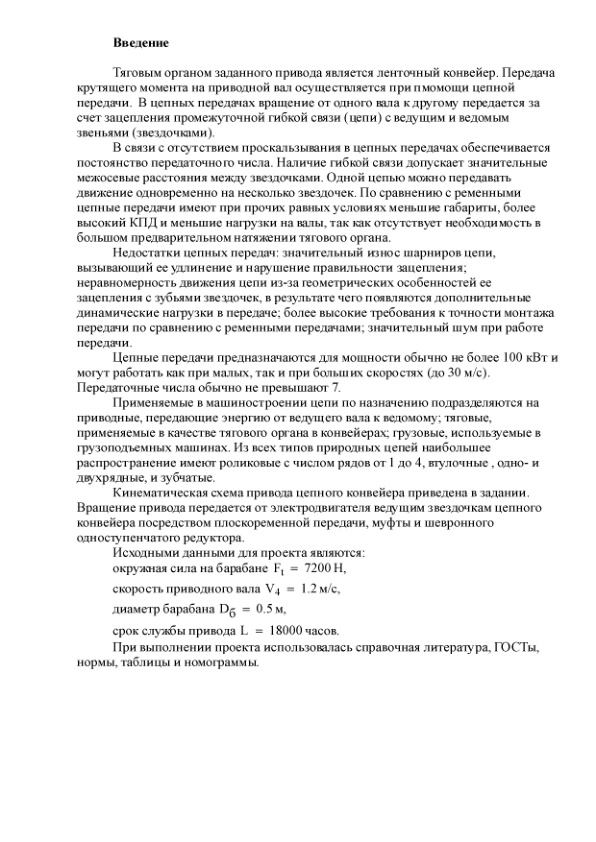 Введение
Тяговым органом заданного привода является ленточный конвейер. Передача
крутящего момента на приводной вал осуществляется при пмомощи цепной
передачи. В цепных передачах вращение от одного вала к другому передается за
счет зацепления промежуточной гибкой связи (цепи) с ведущим и ведомым
звеньями (звездочками).
В связи с отсутствием проскальзывания в цепных передачах обеспечивается
постоянство передаточного числа. Наличие гибкой связи допускает значительные
межосевые расстояния между звездочками. Одной цепью можно передавать
движение одновременно на несколько звездочек. По сравнению с ременными
цепные передачи имеют при прочих равных условиях меньшие габариты, более
высокий КПД и меньшие нагрузки на валы, так как отсутствует необходимость в
большом предварительном натяжении тягового органа.
Недостатки цепных передач: значительный износ шарниров цепи,
вызывающий ее удлинение и нарушение правильности зацепления;
неравномерность движения цепи из-за геометрических особенностей ее
зацепления с зубьями звездочек, в результате чего появляются дополнительные
динамические нагрузки в передаче; более высокие требования к точности монтажа
передачи по сравнению с ременными передачами; значительный шум при работе
передачи.
Цепные передачи предназначаются для мощности обычно не более 100 кВт и
могут работать как при малых, так и при больших скоростях (до 30 м/с).
Передаточные числа обычно не превышают 7.
Применяемые в машиностроении цепи по назначению подразделяются на
приводные, передающие энергию от ведущего вала к ведомому; тяговые,
применяемые в качестве тягового органа в конвейерах; грузовые, используемые в
грузоподъемных машинах. Из всех типов природных цепей наибольшее
распространение имеют роликовые с числом рядов от 1 до 4, втулочные , одно- и
двухрядные, и зубчатые.
Кинематическая схема привода цепного конвейера приведена в задании.
Вращение привода передается от электродвигателя ведущим звездочкам цепного
конвейера посредством плоскоременной передачи, муфты и шевронного
одноступенчатого редуктора.
Исходными данными для проекта являются:
окружная сила на барабане Ft = 7200 Н,
скорость приводного вала V4 = 1.2 м/с,
диаметр барабана Dб = 0.5 м,
срок службы привода L = 18000 часов.
При выполнении проекта использовалась справочная литература, ГОСТы,
нормы, таблицы и номограммы.